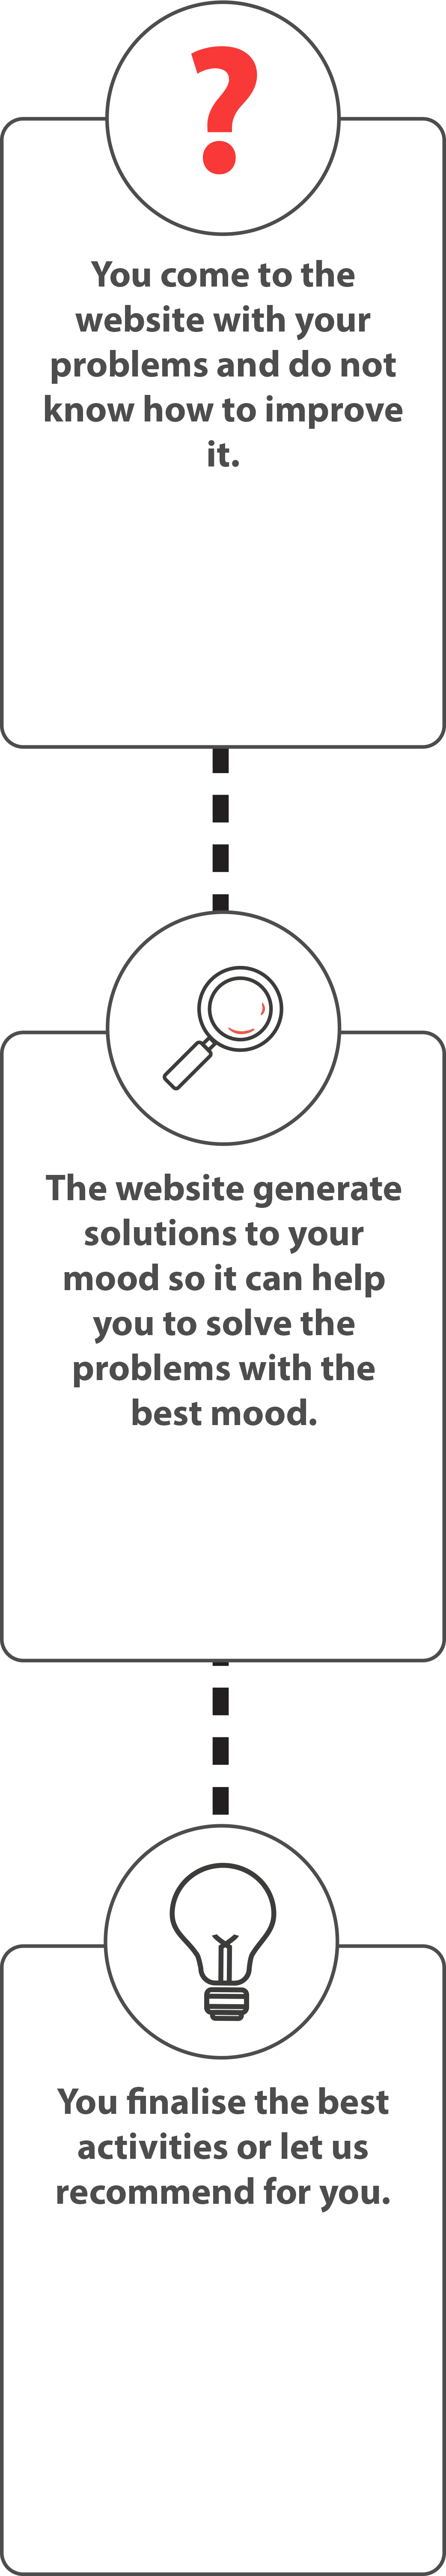 ?
You come to the
website with your
problems and do not
know how to improve
it.
The website generate
solutions to your
mood so it can help
you to solve the
problems with the
best mood.
You finalise the best
activities or let us
recommend for you.